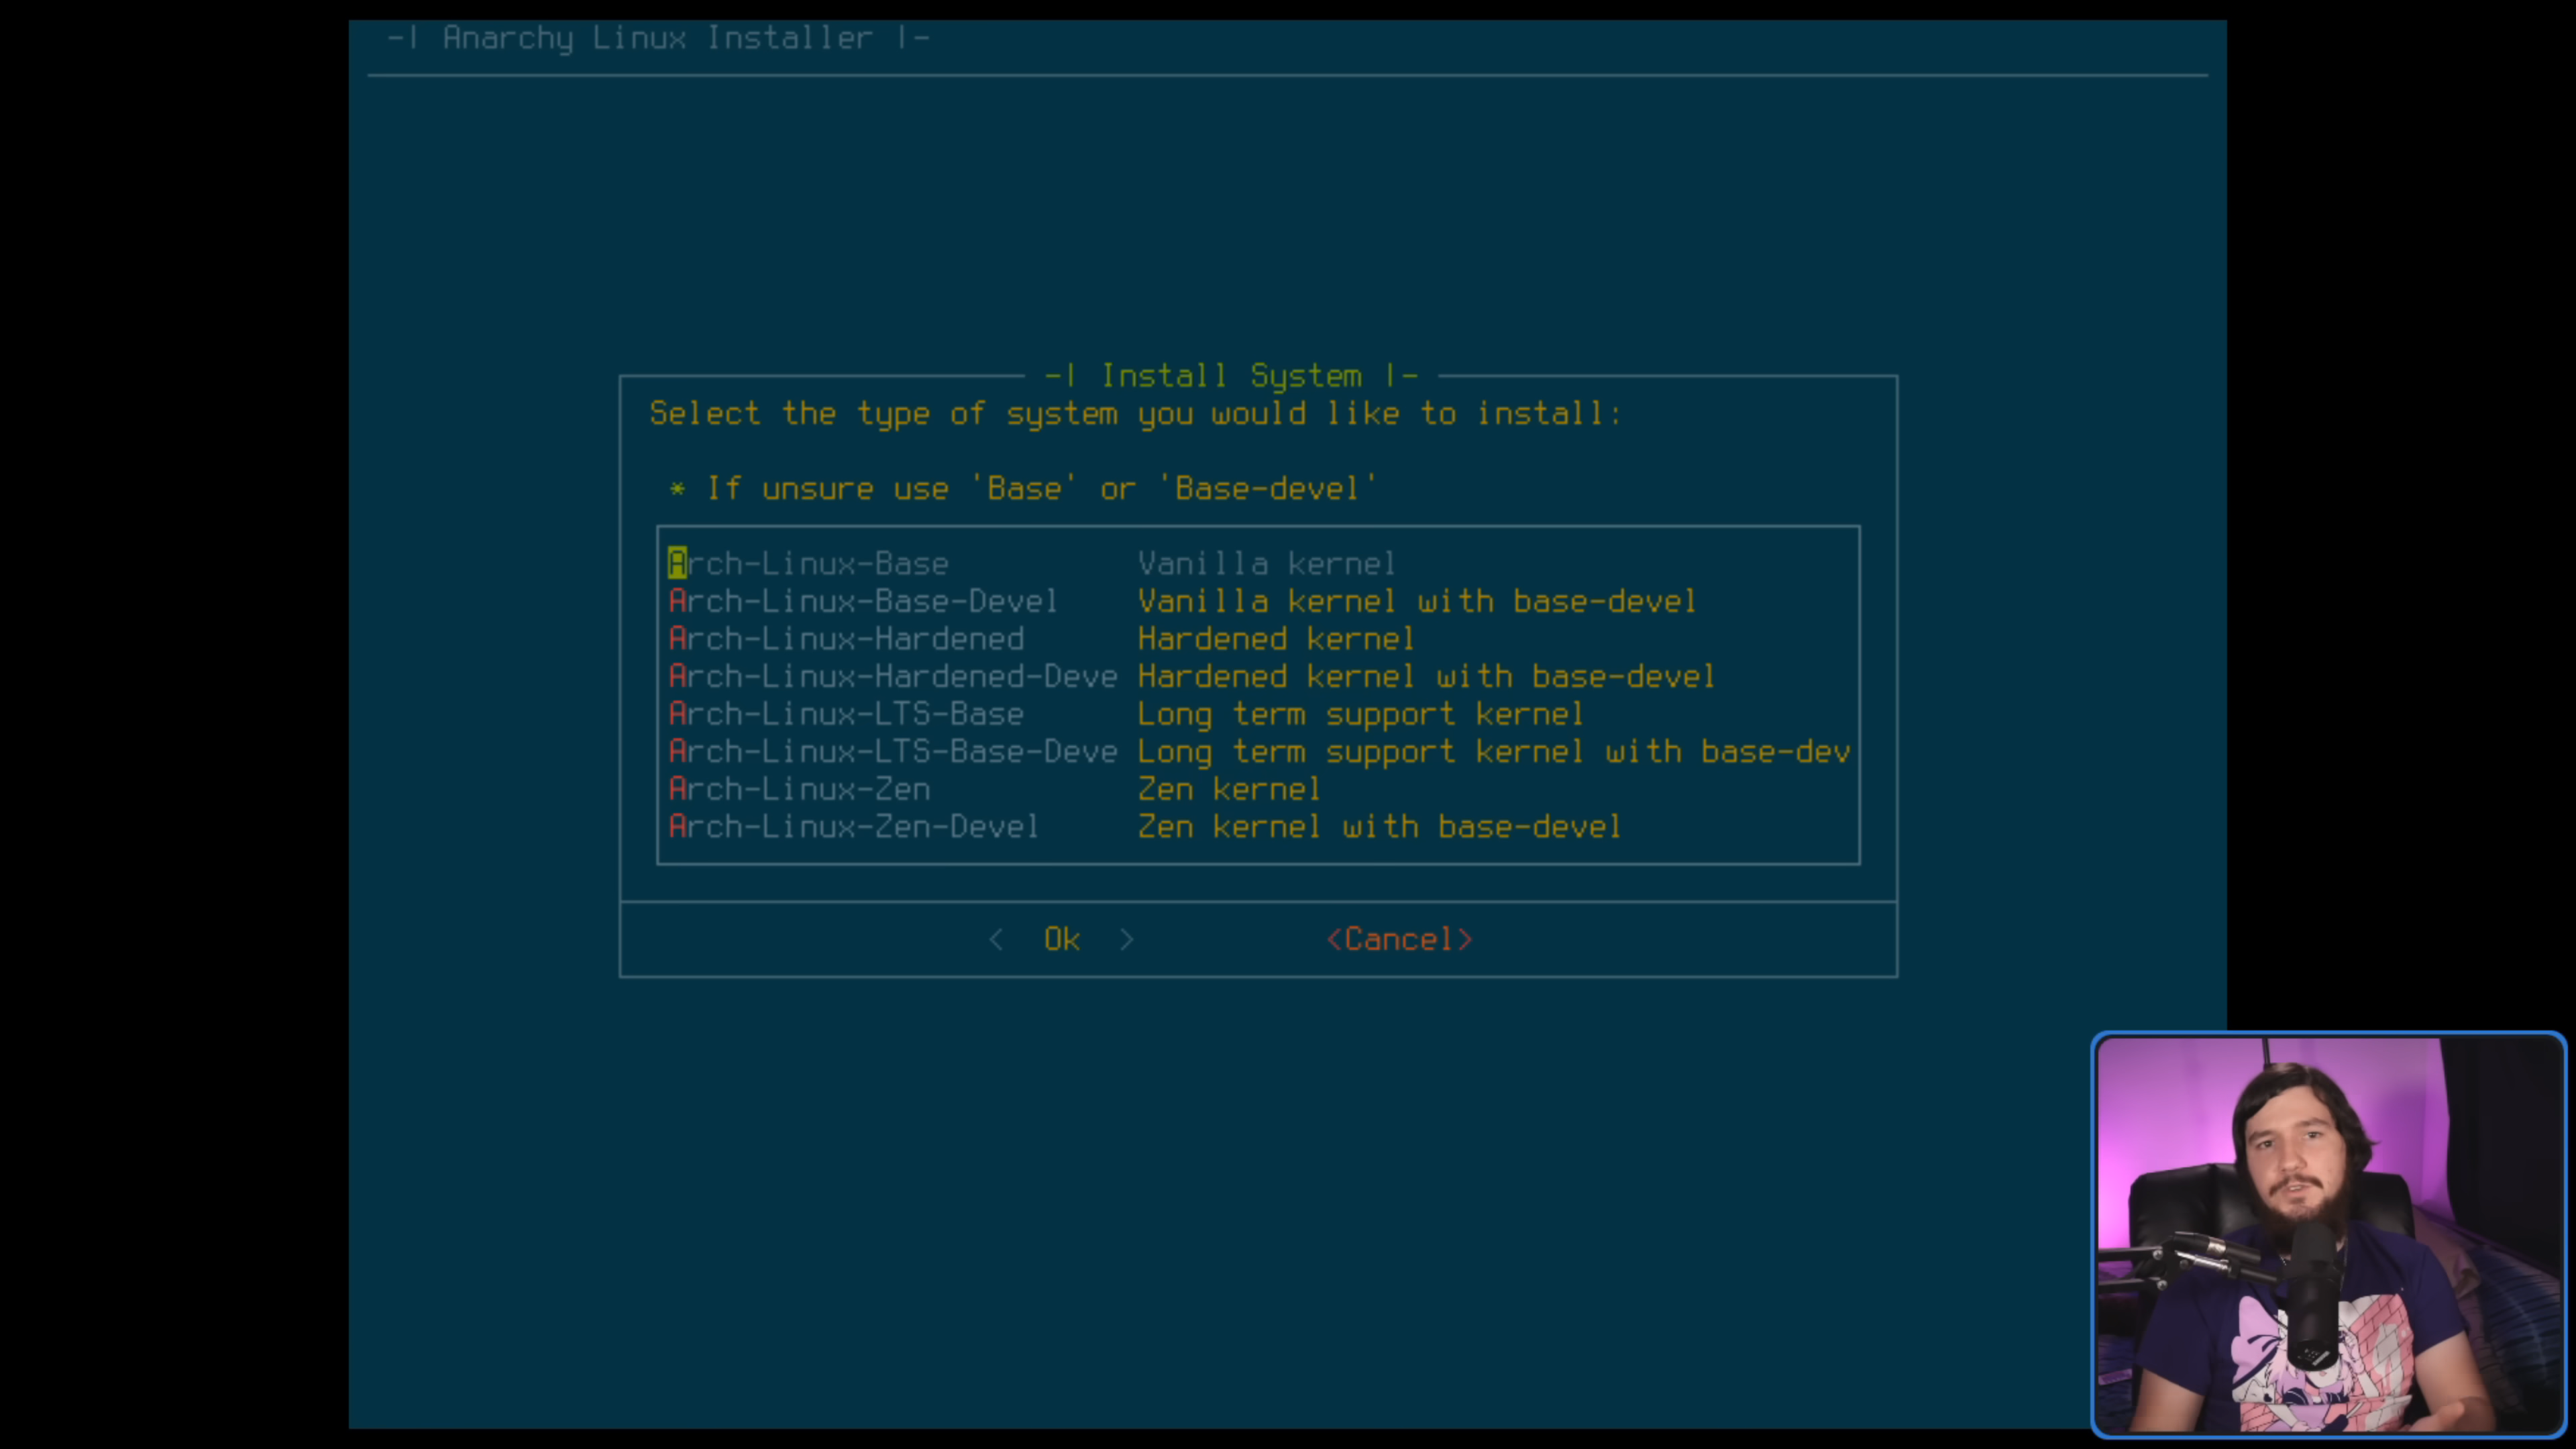 -| Anarchy Linux Installer |-
-| Install System |-
Select the type of system you would like to install:
* If unsure use 'Base' or 'Base-devel'
Arch-Linux-Base Vanilla kernel
Arch-Linux-Base-Devel Vanilla kernel with base-devel
Arch-Linux-Hardened Hardened kernel
Arch-Linux-Hardened-Deve Hardened kernel with base-devel
Arch-Linux-LTS-Base Long term support kernel
Arch-Linux-LTS-Base-Deve Long term support kernel with base-dev
Arch-Linux-Zen Zen kernel
Arch-Linux-Zen-Devel Zen kernel with base-devel
< Ok > <Cancel>